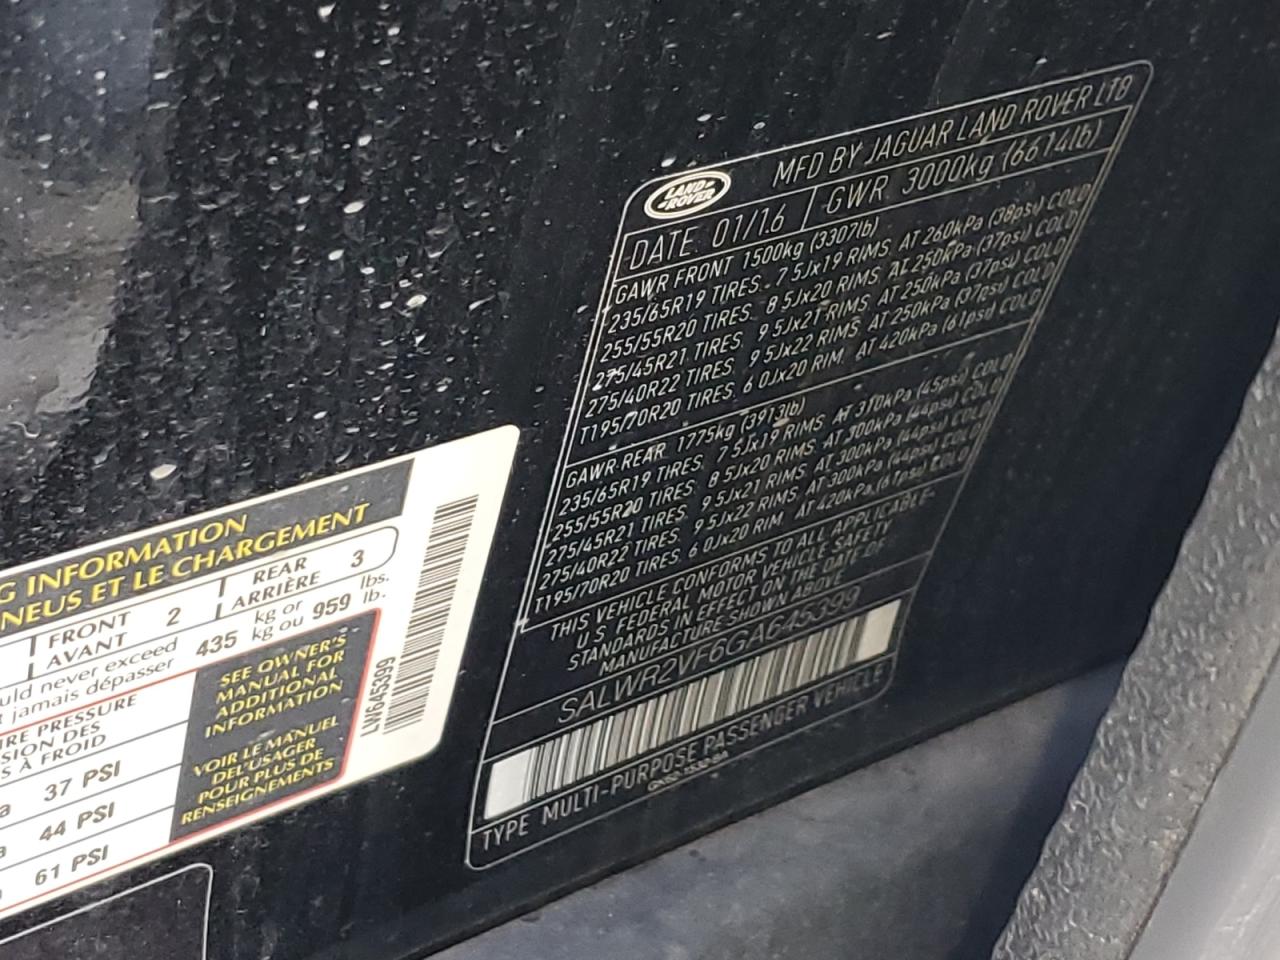 LAND-
ROVER
MFD BY JAGUAR LAND ROVER LTD
DATE: 01/16 GWR 3000kg (6614lb)
GAWR FRONT 1500kg (3307lb)
235/65R19 TIRES. 7.5Jx19 RIMS AT 260kPa (38psi) COLD
255/55R20 TIRES. 8.5Jx20 RIMS AT 250kPa (37psi) COLD
275/45R21 TIRES. 9.5Jx21 RIMS AT 250kPa (37psi) COLD
275/40R22 TIRES. 9.5Jx22 RIMS AT 250kPa (37psi) COLD
T195/70R20 TIRES. 6.0Jx20 RIM. AT 420kPa (61psi) COLD
GAWR REAR 1775kg (3913lb)
235/65R19 TIRES. 7.5Jx19 RIMS AT 310kPa (45psi) COLD
255/55R20 TIRES. 8.5Jx20 RIMS AT 300kPa (44psi) COLD
275/45R21 TIRES. 9.5Jx21 RIMS AT 300kPa (44psi) COLD
275/40R22 TIRES. 9.5Jx22 RIMS AT 300kPa (44psi) COLD
T195/70R20 TIRES. 6.0Jx20 RIM. AT 420kPa (61psi) COLD
THIS VEHICLE CONFORMS TO ALL APPLICABLE-
U.S. FEDERAL MOTOR VEHICLE SAFETY
STANDARDS IN EFFECT ON THE DATE OF
MANUFACTURE SHOWN ABOVE
SALWR2VF6GA645399
TYPE MULTI-PURPOSE PASSENGER VEHICLE
G INFORMATION
NEUS ET LE CHARGEMENT
FRONT
AVANT 2
REAR
ARRIÈRE 3
uld never exceed
t jamais dépasser 435 kg or
kg ou 959 lbs.
lb.
IRE PRESSURE
SION DES
S À FROID
37 PSI
44 PSI
61 PSI
SEE OWNER'S
MANUAL FOR
ADDITIONAL
INFORMATION
VOIR LE MANUEL
DEL'USAGER
POUR PLUS DE
RENSEIGNEMENTS
LW645399